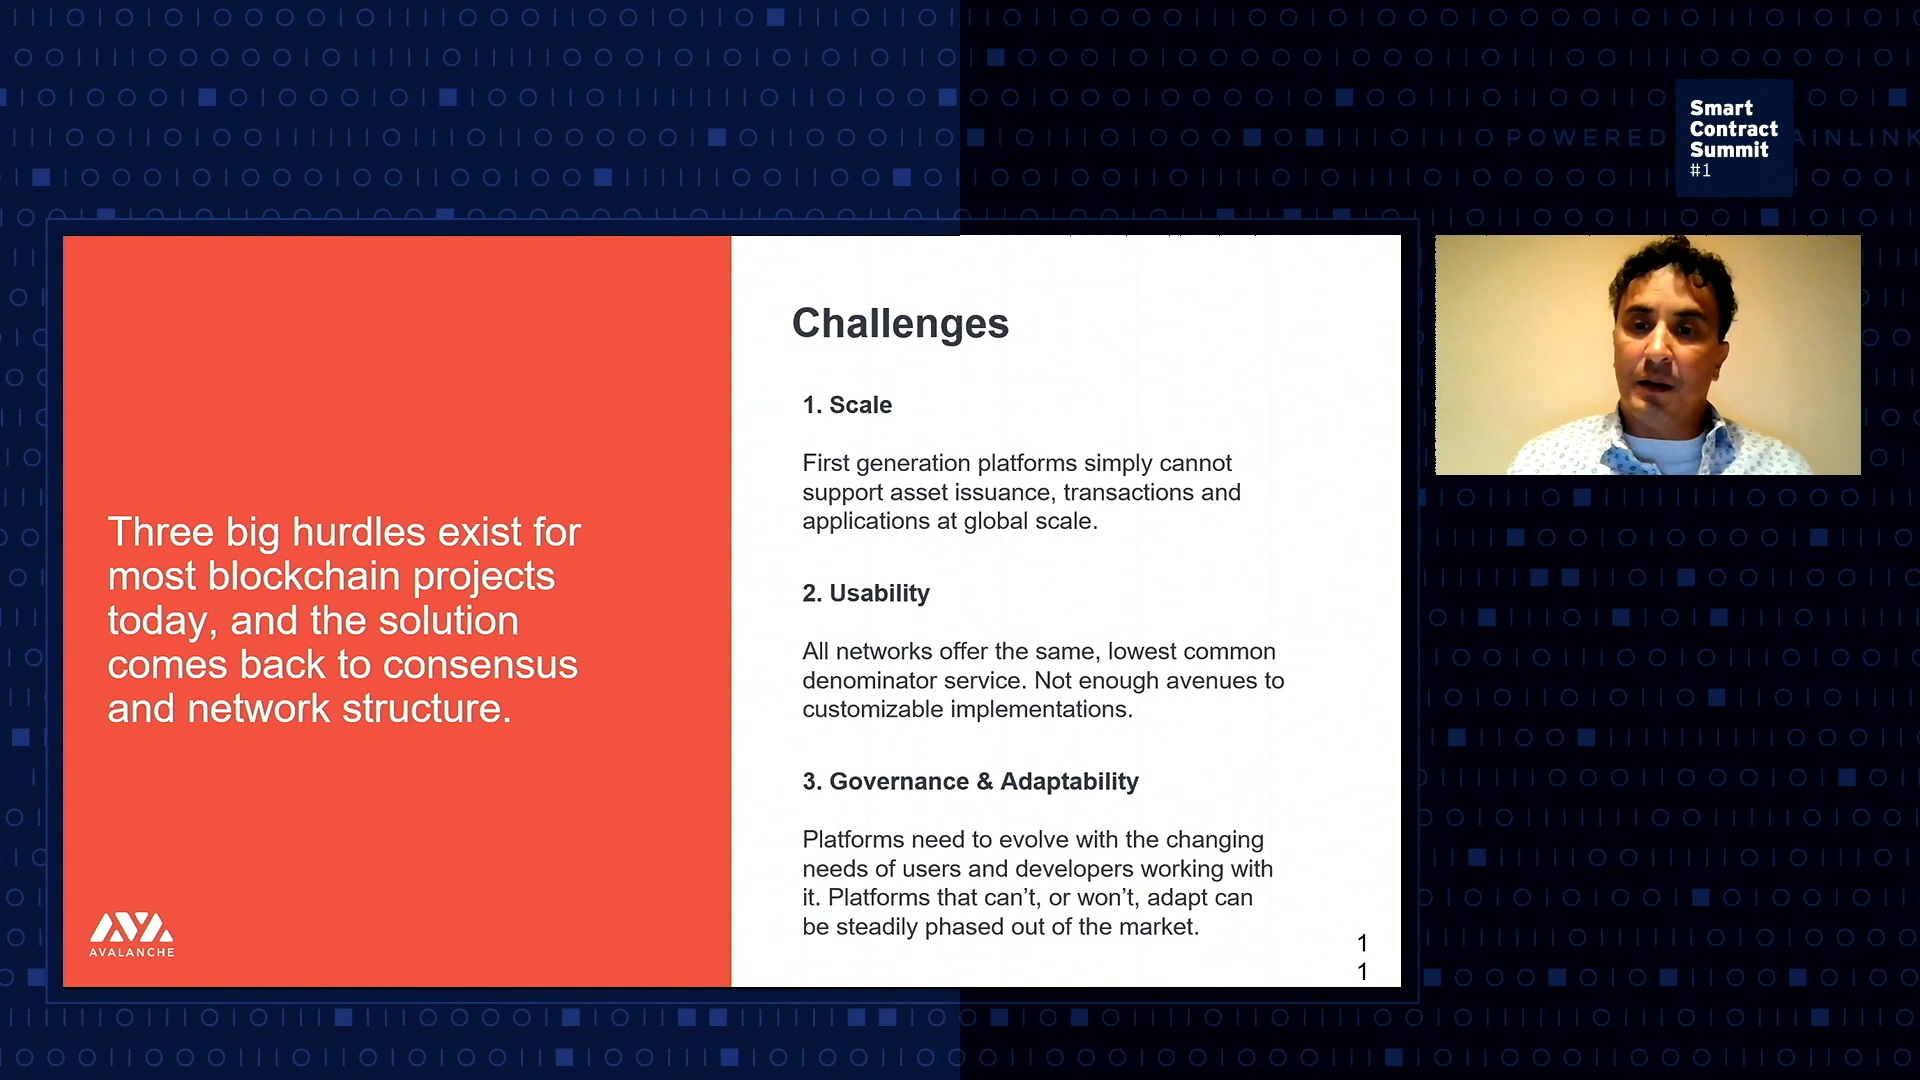 POWERED
AINLINK
Smart
Contract
Summit
#1
Three big hurdles exist for
most blockchain projects
today, and the solution
comes back to consensus
and network structure.
AVALANCHE
Challenges
1. Scale
First generation platforms simply cannot
support asset issuance, transactions and
applications at global scale.
2. Usability
All networks offer the same, lowest common
denominator service. Not enough avenues to
customizable implementations.
3. Governance & Adaptability
Platforms need to evolve with the changing
needs of users and developers working with
it. Platforms that can’t, or won’t, adapt can
be steadily phased out of the market.
1
1